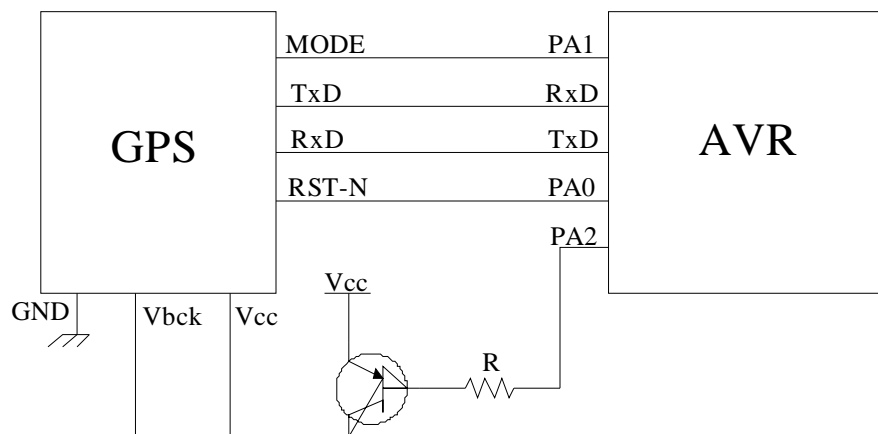 MODE PA1
TxD RxD
GPS AVR
RxD TxD
RST-N PA0
PA2
Vcc
GND Vbck Vcc
R